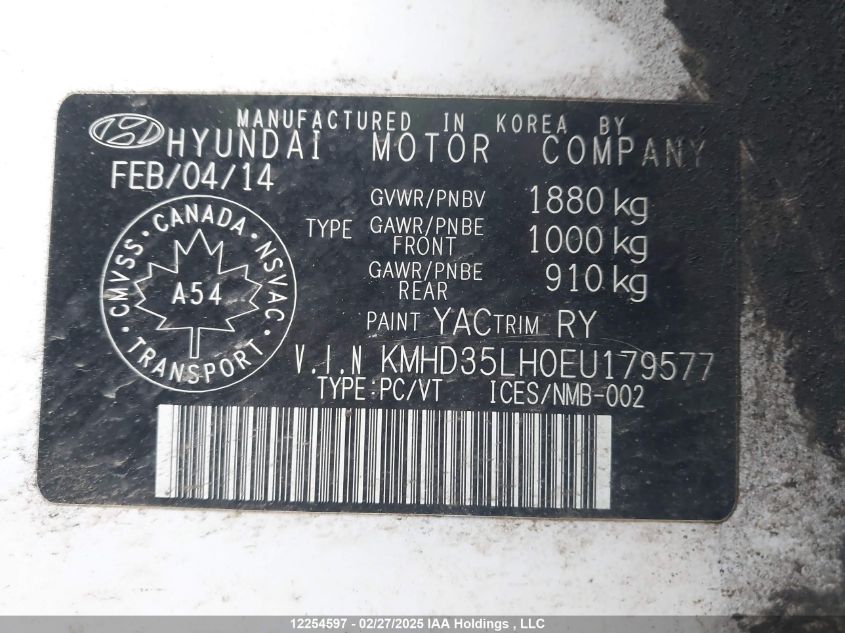 MANUFACTURED IN KOREA BY
HYUNDAI MOTOR COMPANY
FEB/04/14
GVWR/PNBV 1880 kg
TYPE GAWR/PNBE FRONT 1000 kg
GAWR/PNBE REAR 910 kg
CMVSS • CANADA • NSVAC • TRANSPORT •
A54
PAINT YAC TRIM RY
V.I.N KMHD35LH0EU179577
TYPE:PC/VT ICES/NMB-002
12254597 - 02/27/2025 IAA Holdings , LLC